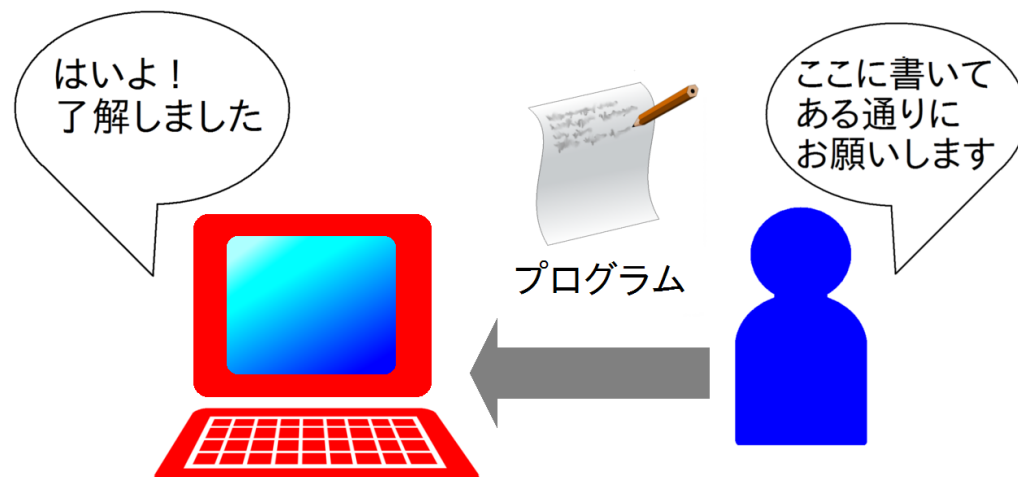 はいよ！
了解しました
プログラム
ここに書いて
ある通りに
お願いします